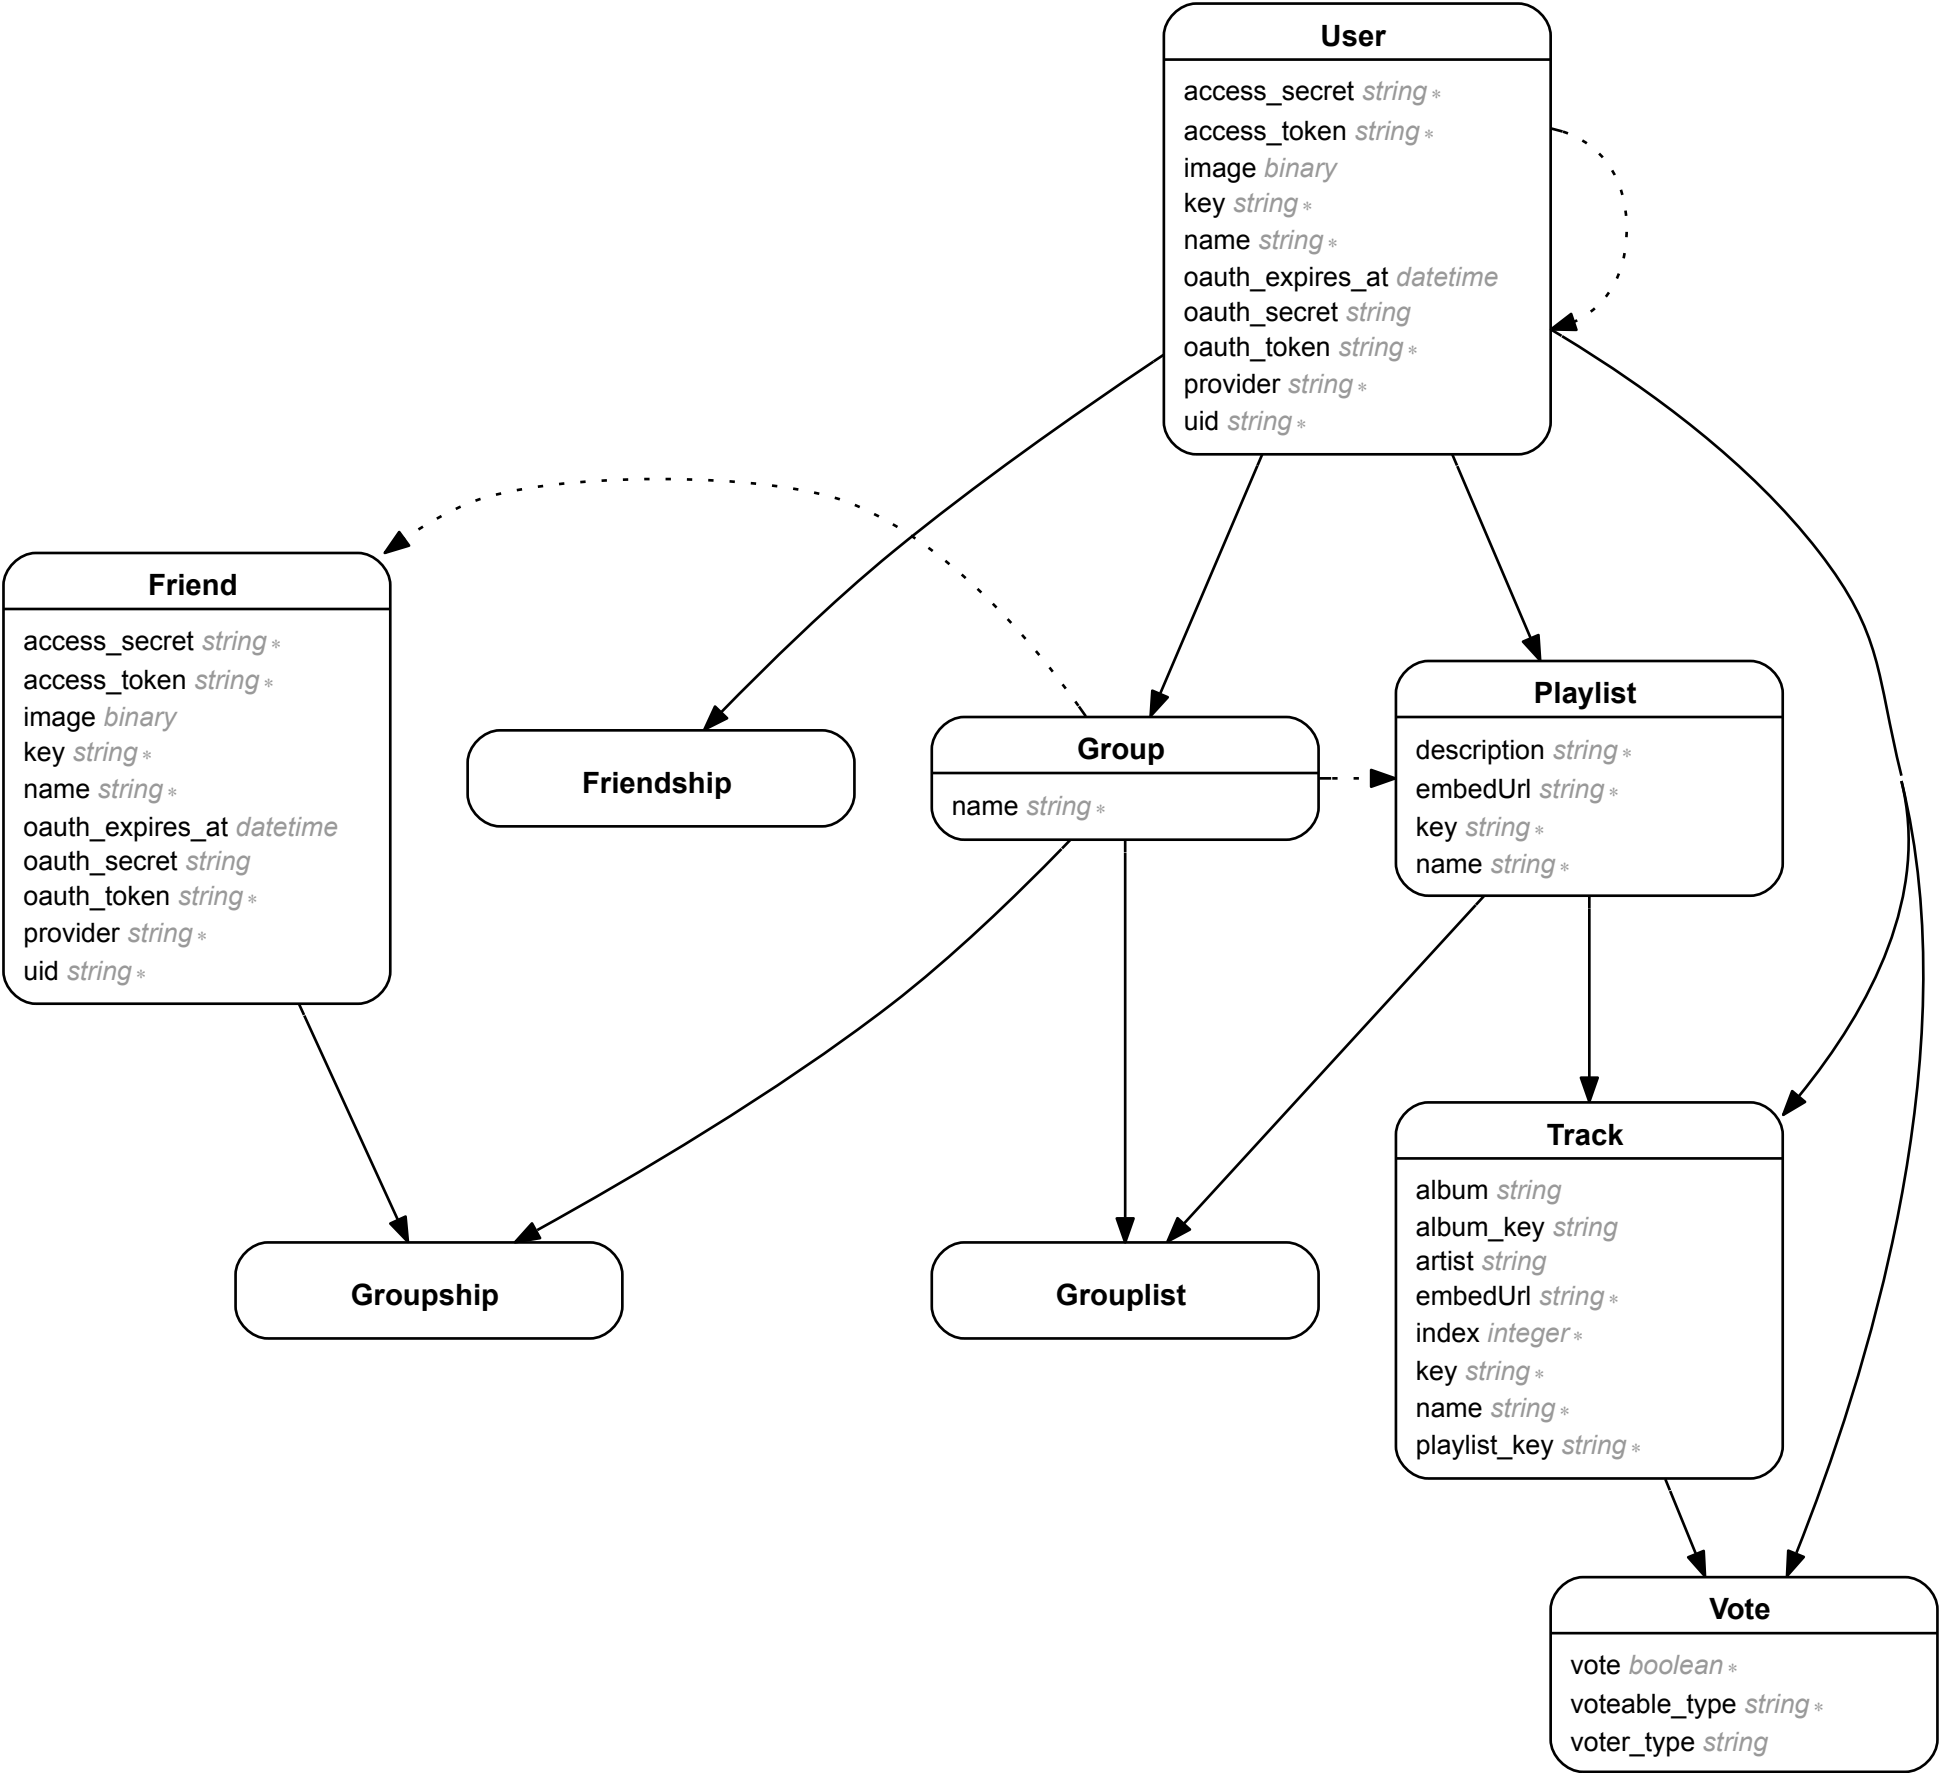 User
access_secret string *
access_token string *
image binary
key string *
name string *
oauth_expires_at datetime
oauth_secret string
oauth_token string *
provider string *
uid string *
Friend
access_secret string *
access_token string *
image binary
key string *
name string *
oauth_expires_at datetime
oauth_secret string
oauth_token string *
provider string *
uid string *
Friendship
Group
name string *
Playlist
description string *
embedUrl string *
key string *
name string *
Groupship
Grouplist
Track
album string
album_key string
artist string
embedUrl string *
index integer *
key string *
name string *
playlist_key string *
Vote
vote boolean *
voteable_type string *
voter_type string